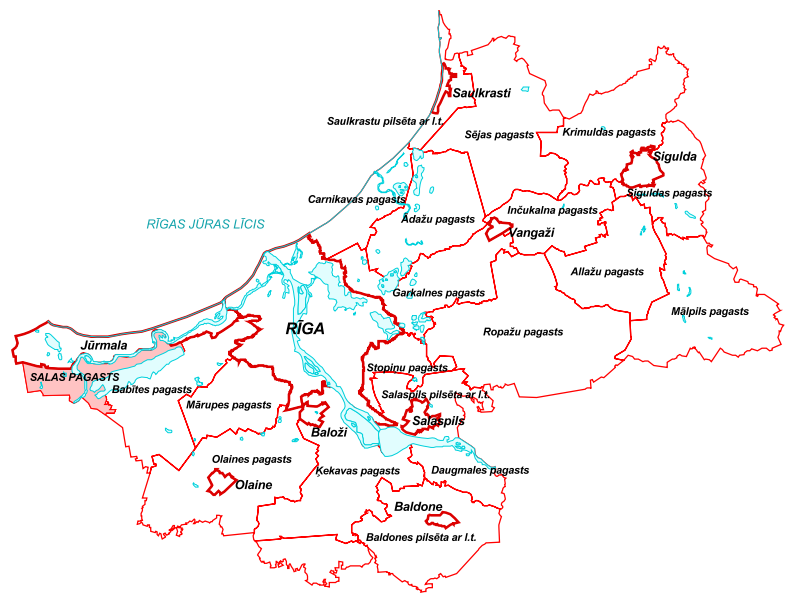 Saulkrasti
Saulkrastu pilsēta ar l.t.
Sējas pagasts
Krimuldas pagasts
Sigulda
Siguldas pagasts
Carnikavas pagasts
Ādažu pagasts
Inčukalna pagasts
RĪGAS JŪRAS LĪCIS
Vangaži
Allažu pagasts
Garkalnes pagasts
Mālpils pagasts
RĪGA
Ropažu pagasts
Jūrmala
Stopiņu pagasts
SALAS PAGASTS
Babītes pagasts
Salaspils pilsēta ar l.t.
Mārupes pagasts
Salaspils
Baloži
Olaines pagasts
Ķekavas pagasts
Daugmales pagasts
Olaine
Baldone
Baldones pilsēta ar l.t.